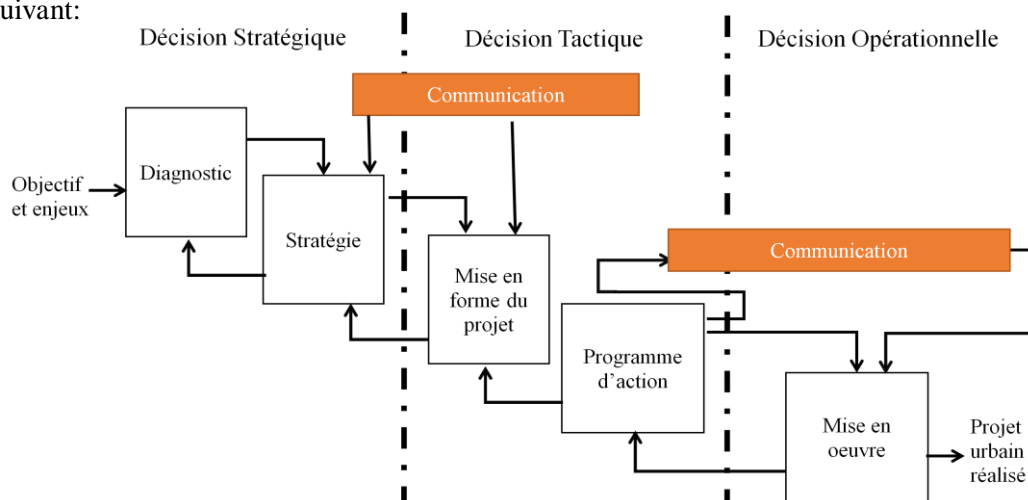 uivant:
Décision Stratégique
Décision Tactique
Décision Opérationnelle
Communication
Diagnostic
Objectif
et enjeux
Stratégie
Mise en
forme du
projet
Communication
Programme
d'action
Mise en
oeuvre
Projet
urbain
réalisé